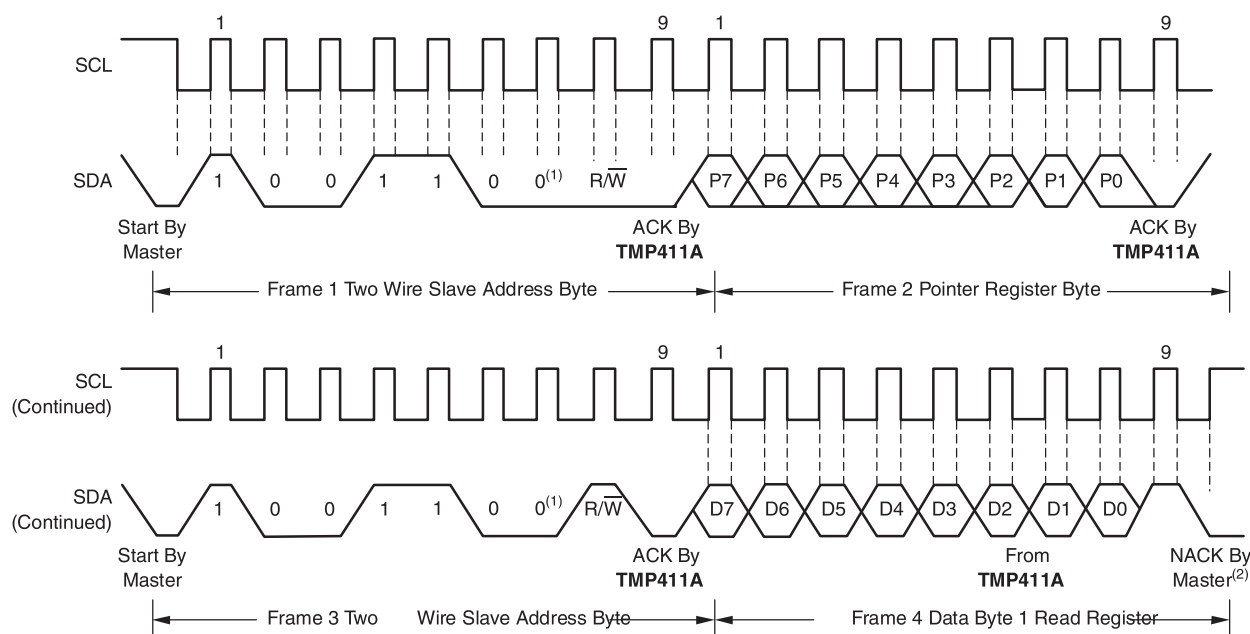 1 9 1 9
SCL
SDA 1 0 0 1 1 0 0(1) R/W P7 P6 P5 P4 P3 P2 P1 P0
Start By
Master
ACK By
TMP411A
ACK By
TMP411A
Frame 1 Two Wire Slave Address Byte
Frame 2 Pointer Register Byte
1 9 1 9
SCL
(Continued)
SDA
(Continued)
1 0 0 1 1 0 0(1) R/W D7 D6 D5 D4 D3 D2 D1 D0
Start By
Master
ACK By
TMP411A
From
TMP411A
NACK By
Master(2)
Frame 3 Two Wire Slave Address Byte
Frame 4 Data Byte 1 Read Register